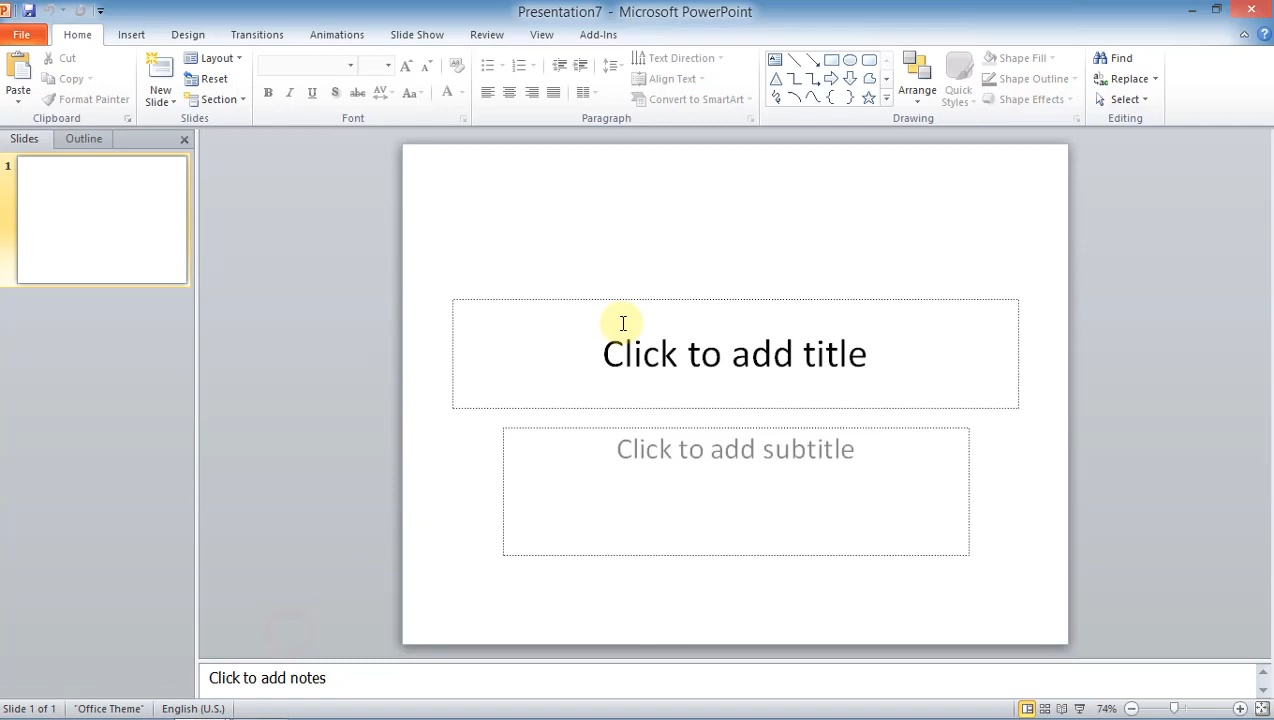 Presentation7 - Microsoft PowerPoint
File Home Insert Design Transitions Animations Slide Show Review View Add-Ins
Paste
Cut
Copy
Format Painter
Clipboard
New Slide
Layout
Reset
Section
Slides
B I U S abc AV Aa A
Font
Text Direction
Align Text
Convert to SmartArt
Paragraph
Arrange
Quick Styles
Shape Fill
Shape Outline
Shape Effects
Drawing
Find
Replace
Select
Editing
Slides Outline
1
Click to add title
Click to add subtitle
Click to add notes
Slide 1 of 1 "Office Theme" English (U.S.) 74%